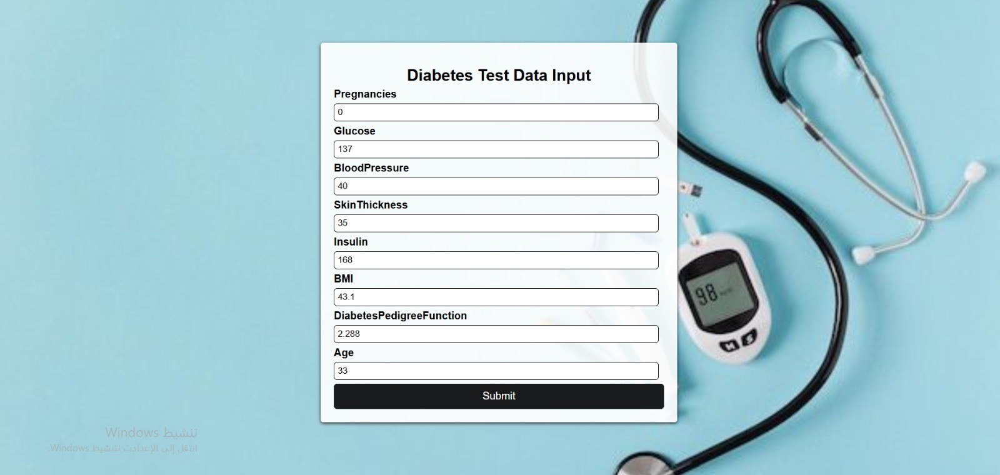 Diabetes Test Data Input
Pregnancies
0
Glucose
137
BloodPressure
40
SkinThickness
35
Insulin
168
BMI
43.1
DiabetesPedigreeFunction
2.288
Age
33
Submit
98
تنشيط Windows
انتقل إلى الإعدادت لتنشيط Windows.